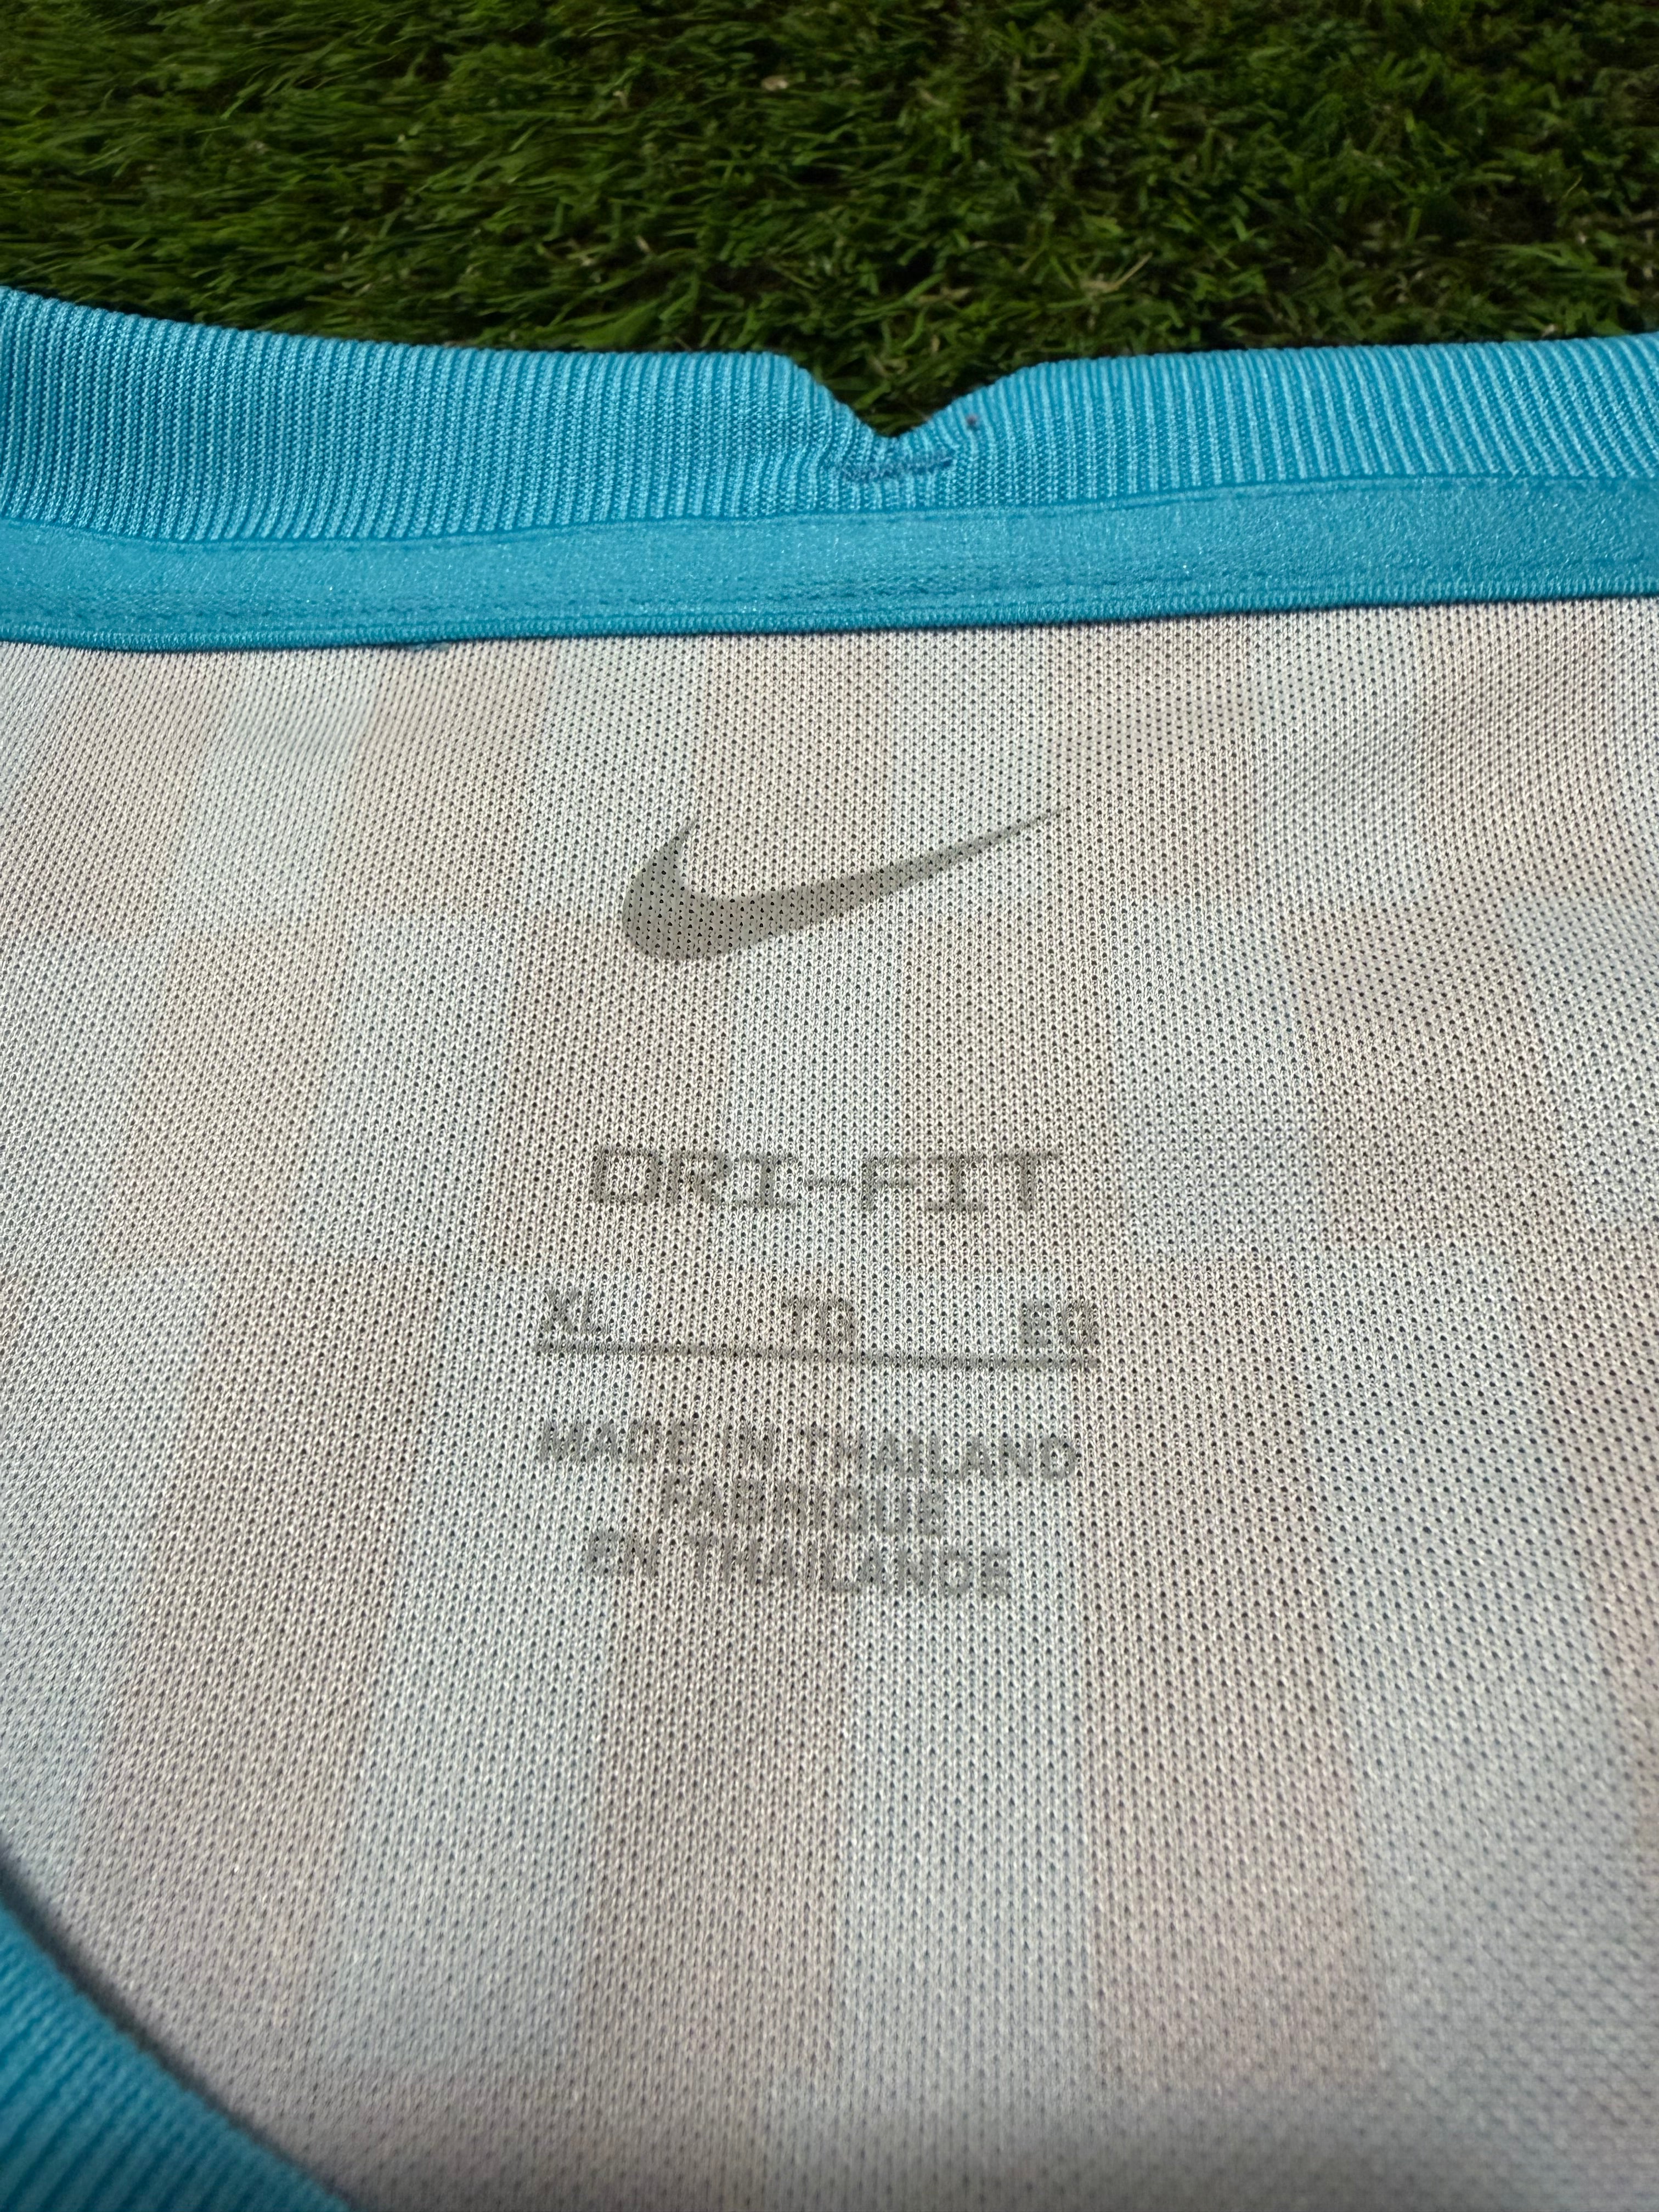 DRI-FIT
XL TG EG
MADE IN THAILAND
FABRIQUE
EN THAILANDE